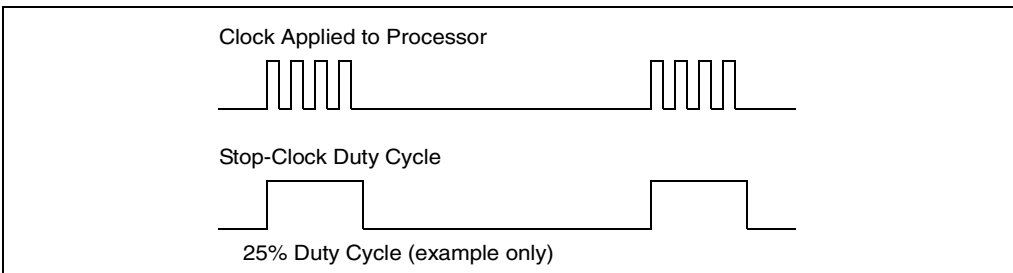 Clock Applied to Processor
Stop-Clock Duty Cycle
25% Duty Cycle (example only)